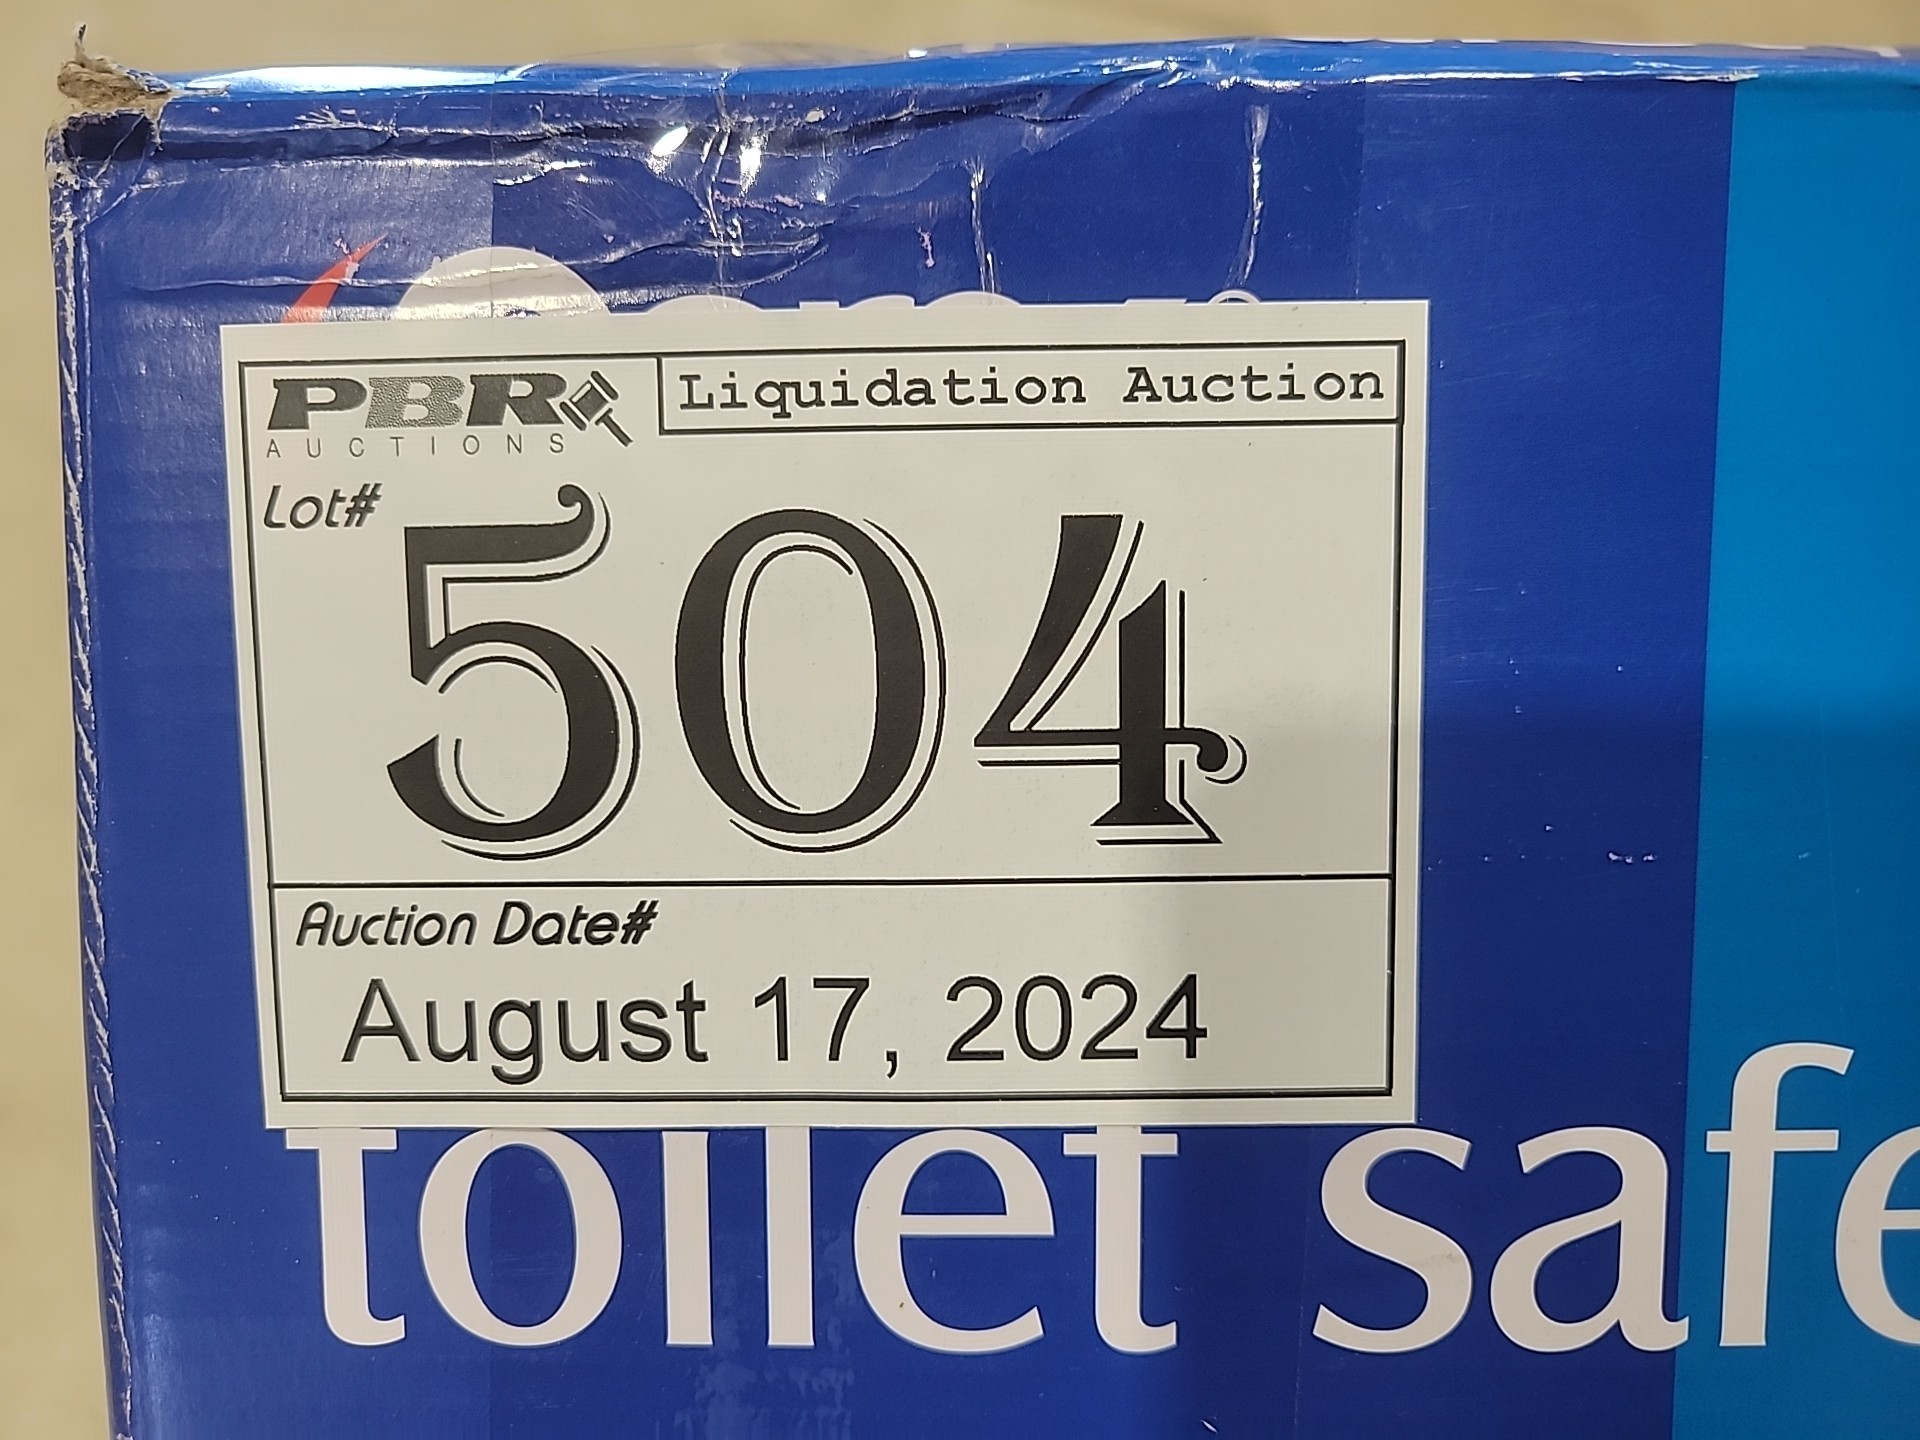 PBR
AUCTIONS
Liquidation Auction
Lot#
504
Auction Date#
August 17, 2024
toilet safe